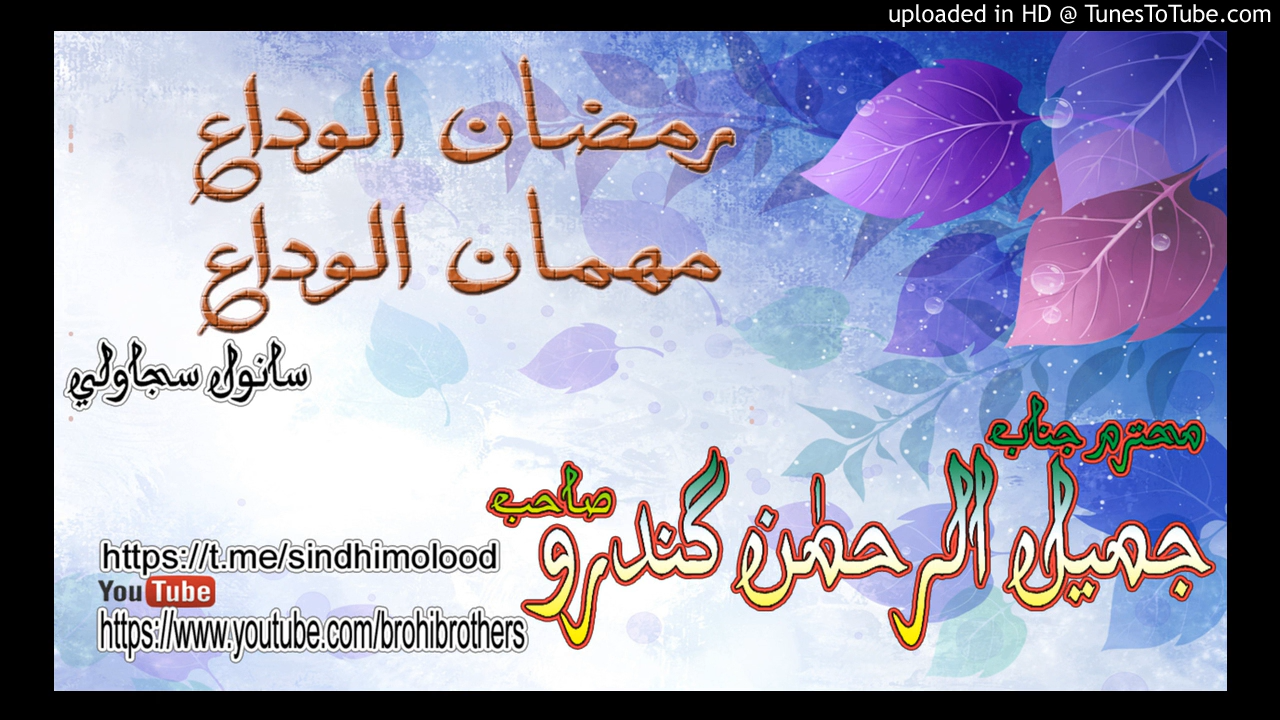 uploaded in HD @ TunesToTube.com
رمضان الوداع
مهمان الوداع
سانول سجاولي
محترم جناب
جميل الرحمٰن گندرو
صاحب
https://t.me/sindhimolood
YouTube
https://www.youtube.com/brohibrothers